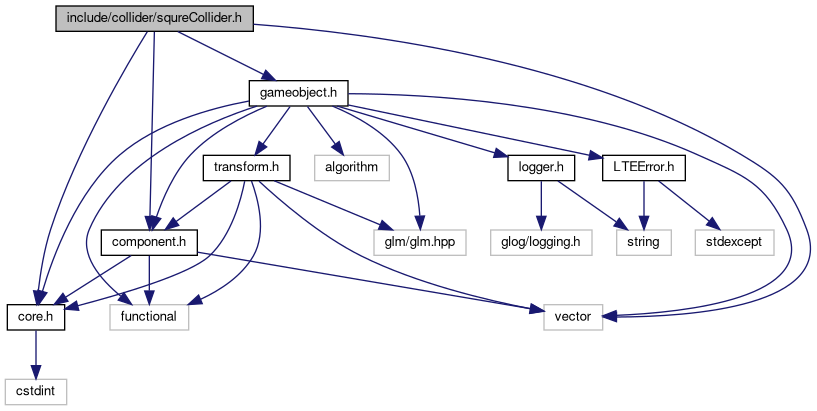 include/collider/squreCollider.h
gameobject.h
transform.h
algorithm
logger.h
LTEError.h
component.h
glm/glm.hpp
glog/logging.h
string
stdexcept
core.h
functional
vector
cstdint